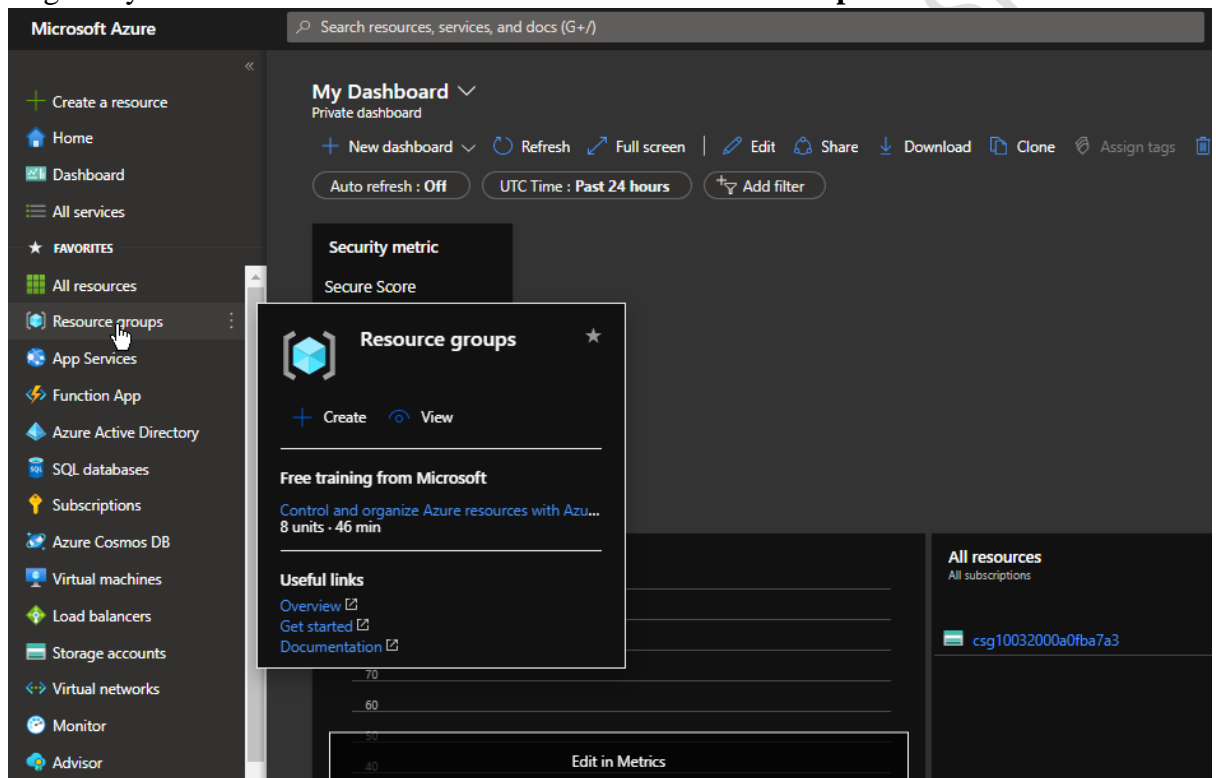 Microsoft Azure
Search resources, services, and docs (G+/)
«
Create a resource
Home
Dashboard
All services
FAVORITES
All resources
Resource groups
App Services
Function App
Azure Active Directory
SQL databases
Subscriptions
Azure Cosmos DB
Virtual machines
Load balancers
Storage accounts
Virtual networks
Monitor
Advisor
My Dashboard
Private dashboard
New dashboard Refresh Full screen | Edit Share Download Clone Assign tags
Auto refresh : Off UTC Time : Past 24 hours Add filter
Security metric
Secure Score
Resource groups
Create View
Free training from Microsoft
Control and organize Azure resources with Azu...
8 units · 46 min
Useful links
Overview
Get started
Documentation
70
60
50
40
Edit in Metrics
All resources
All subscriptions
csg10032000a0fba7a3